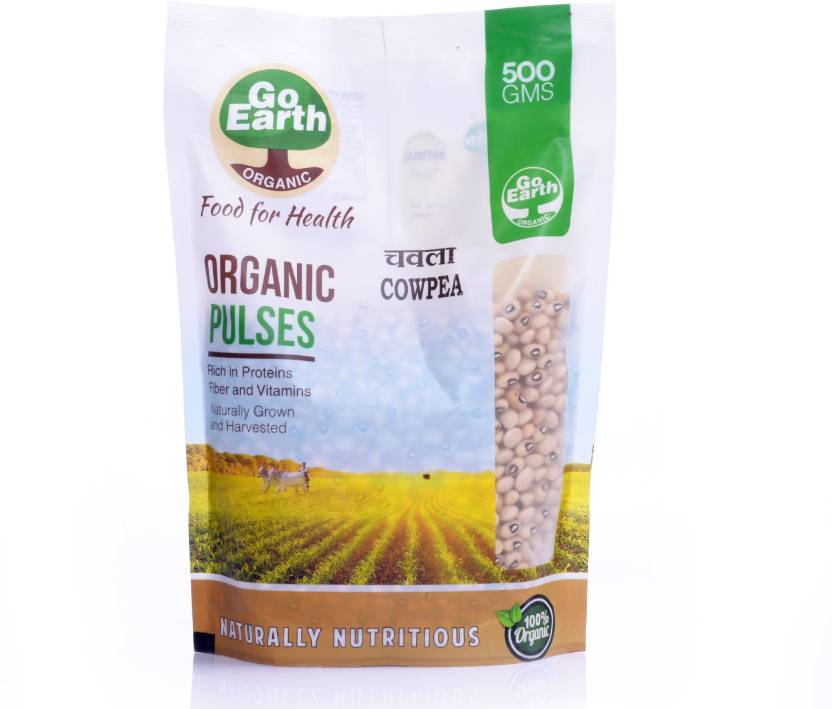 Go
Earth
ORGANIC
Food for Health
500
GMS
Go
Earth
ORGANIC
चवला
COWPEA
ORGANIC
PULSES
Rich in Proteins
Fiber and Vitamins
Naturally Grown
and Harvested
NATURALLY NUTRITIOUS
100%
Organic